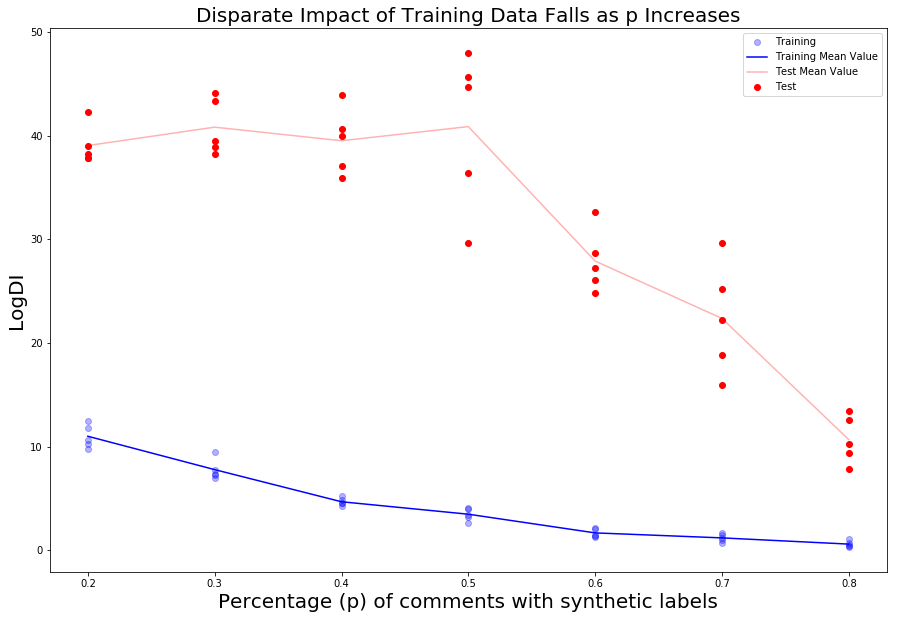 Disparate Impact of Training Data Falls as p Increases
Training
Training Mean Value
Test Mean Value
Test
50
40
30
20
10
0
LogDI
0.2 0.3 0.4 0.5 0.6 0.7 0.8
Percentage (p) of comments with synthetic labels